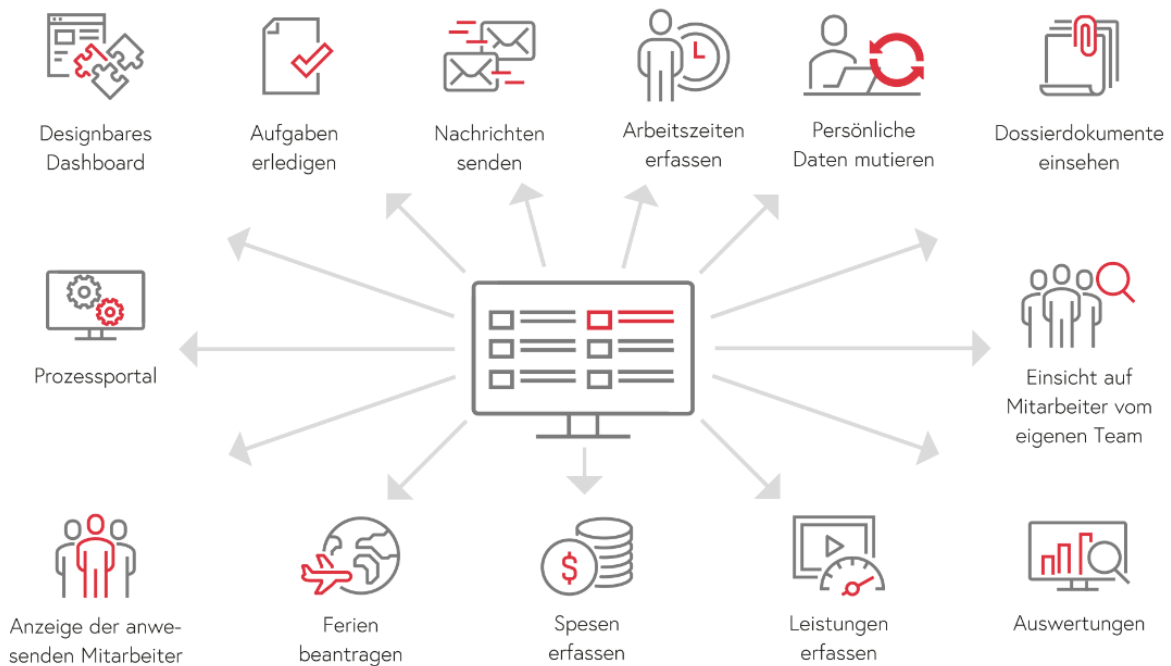 Designbares
Dashboard
Aufgaben
erledigen
Nachrichten
senden
Arbeitszeiten
erfassen
Persönliche
Daten mutieren
Dossierdokumente
einsehen
Prozessportal
Einsicht auf
Mitarbeiter vom
eigenen Team
Anzeige der anwe-
senden Mitarbeiter
Ferien
beantragen
$
Spesen
erfassen
Leistungen
erfassen
Auswertungen